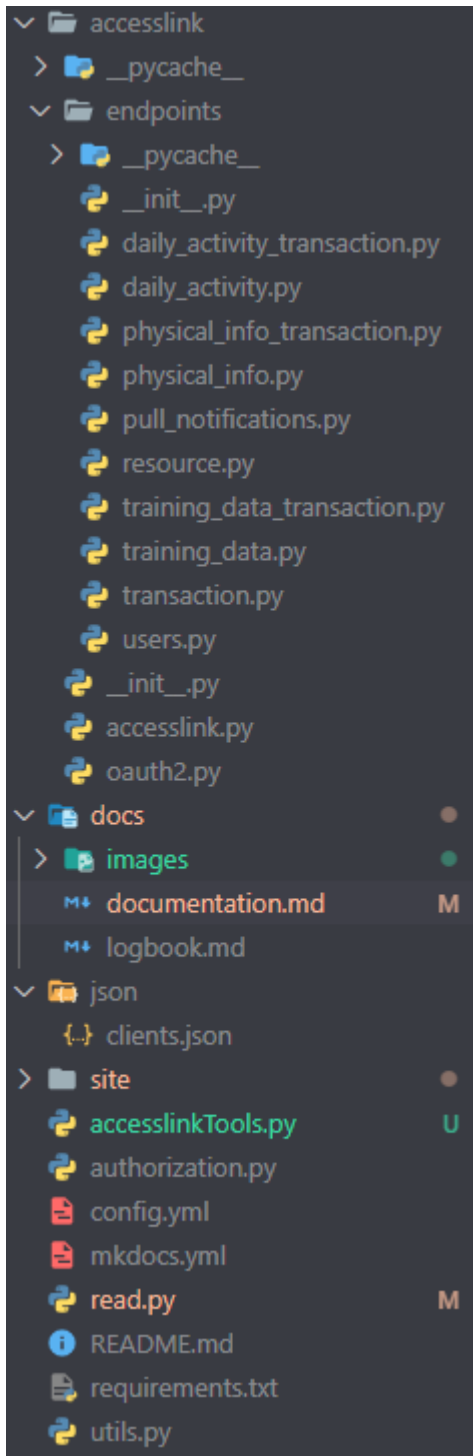 accesslink
__pycache__
endpoints
__pycache__
__init__.py
daily_activity_transaction.py
daily_activity.py
physical_info_transaction.py
physical_info.py
pull_notifications.py
resource.py
training_data_transaction.py
training_data.py
transaction.py
users.py
__init__.py
accesslink.py
oauth2.py
docs
images
M↓ documentation.md M
M↓ logbook.md
json
{..} clients.json
site
accesslinkTools.py U
authorization.py
config.yml
mkdocs.yml
read.py M
README.md
requirements.txt
utils.py